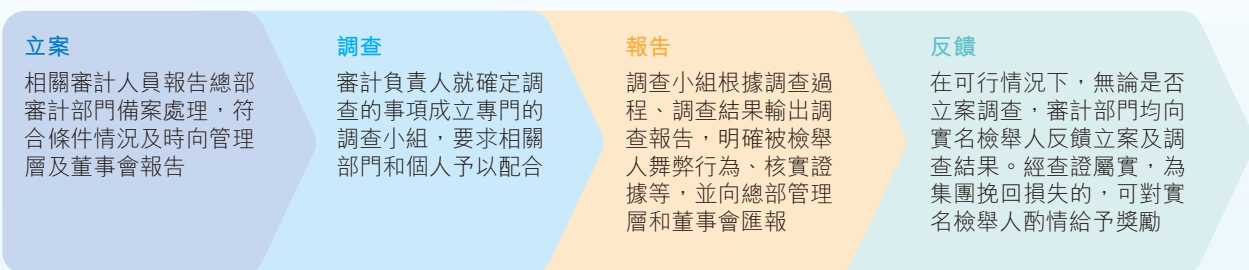 立案
相關審計人員報告總部
審計部門備案處理，符
合條件情況及時向管理
層及董事會報告
調查
審計負責人就確定調
查的事項成立專門的
調查小組，要求相關
部門和個人予以配合
報告
調查小組根據調查過
程、調查結果輸出調
查報告，明確被檢舉
人舞弊行為、核實證
據等，並向總部管理
層和董事會匯報
反饋
在可行情況下，無論是否
立案調查，審計部門均向
實名檢舉人反饋立案及調
查結果。經查證屬實，為
集團挽回損失的，可對實
名檢舉人酌情給予獎勵